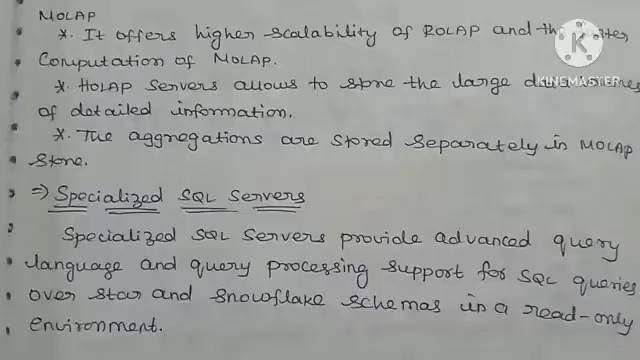 MOLAP
*. It offers higher scalability of ROLAP and
Computation of MOLAP.
*. HOLAP servers allows to store the large
of detailed information.
*. The aggregations are stored separately in MOLAP
store.
⇒ Specialized SQL Servers
Specialized SQL servers provide advanced query
language and query processing support for SQL queries
over star and snowflake schemas in a read-only
environment.
K
KINEMASTER